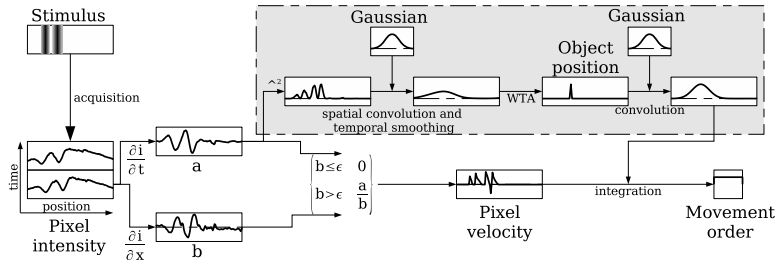 Stimulus
Gaussian
Gaussian
Object
position
^2
acquisition
WTA
convolution
spatial convolution and
temporal smoothing
∂i
∂t
a
b≤ϵ 0
b>ϵ a
b
time
position
integration
Pixel
intensity
∂i
∂x
b
Pixel
velocity
Movement
order